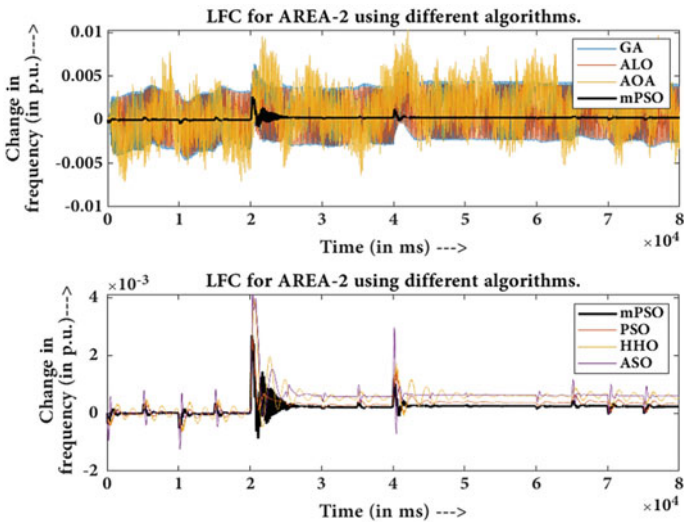 LFC for AREA-2 using different algorithms.
Change in
frequency (in p.u.)--->
0.01
0.005
0
-0.005
-0.01
GA
ALO
AOA
mPSO
0 1 2 3 4 5 6 7 8
Time (in ms) --->
×10⁴
LFC for AREA-2 using different algorithms.
×10⁻³
Change in
frequency (in p.u.)--->
4
2
0
-2
mPSO
PSO
HHO
ASO
0 1 2 3 4 5 6 7 8
Time (in ms) --->
×10⁴